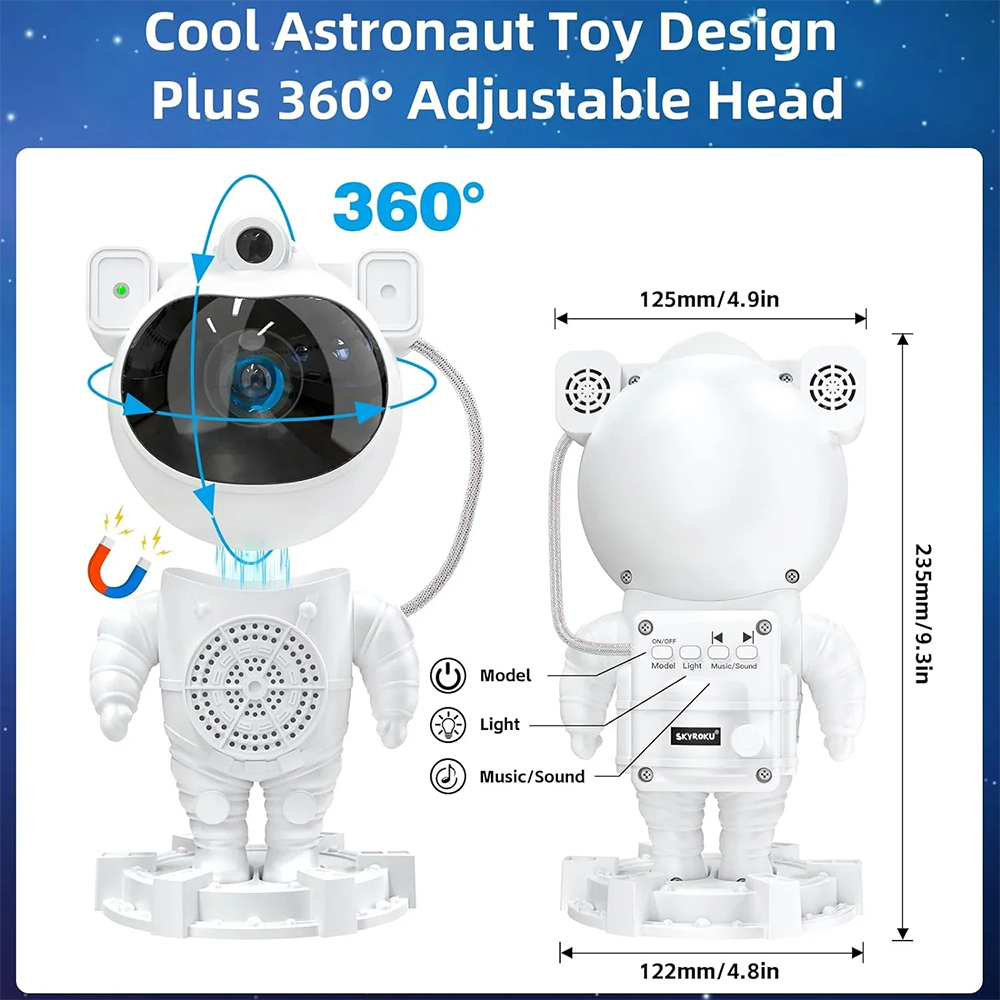 Cool Astronaut Toy Design
Plus 360° Adjustable Head
360°
125mm/4.9in
235mm/9.3in
ON/OFF
Model Light Music/Sound
Model
Light
Music/Sound
SKYROKU®
122mm/4.8in